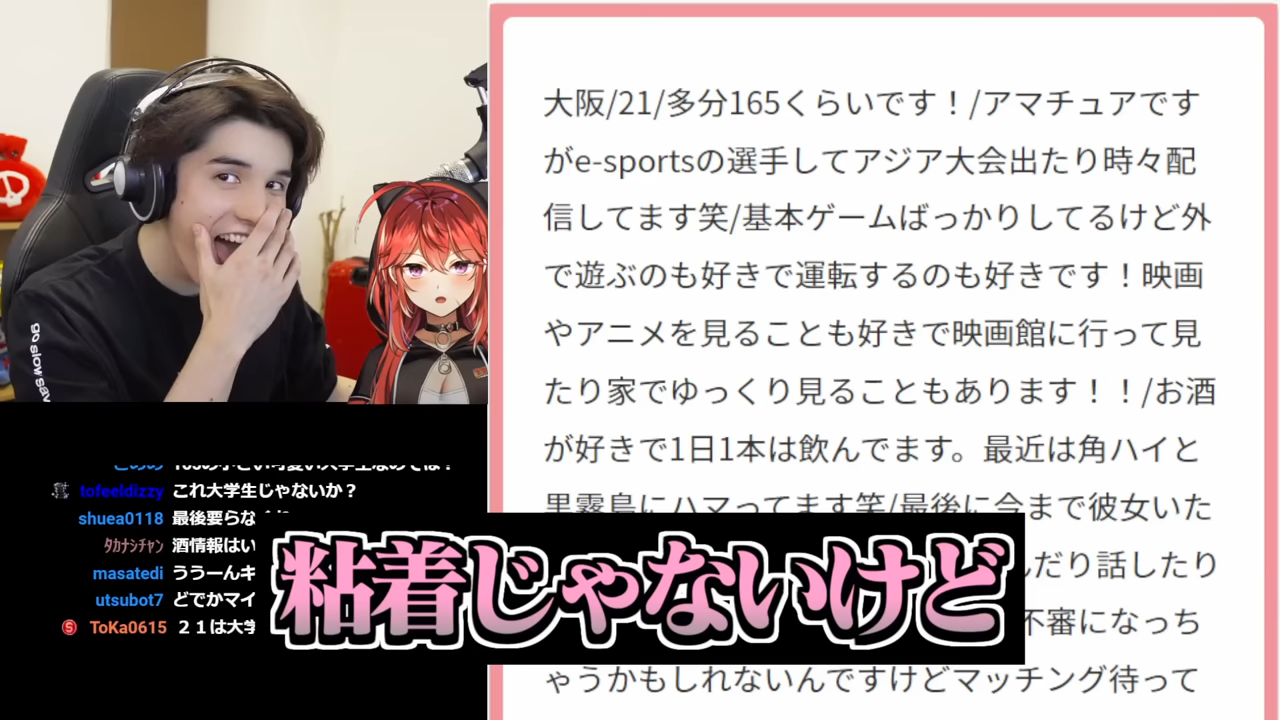 大阪/21/多分165くらいです！/アマチュアです
がe-sportsの選手してアジア大会出たり時々配
信してます笑/基本ゲームばっかりしてるけど外
で遊ぶのも好きで運転するのも好きです！映画
やアニメを見ることも好きで映画館に行って見
たり家でゆっくり見ることもあります！！/お酒
が好きで1日1本は飲んでます。最近は角ハイと
黒霧島にハマってます笑/最後に今まで彼女いた
んだり話したり
不審になっち
ゃうかもしれないんですけどマッチング待って
go slow
tofeeldizzy これ大学生じゃないか？
shuea0118 最後要らな
タカナシチャン 酒情報はい
masatedi ううーんキ
utsubot7 どでかマイ
ToKa0615 ２１は大学
粘着じゃないけど